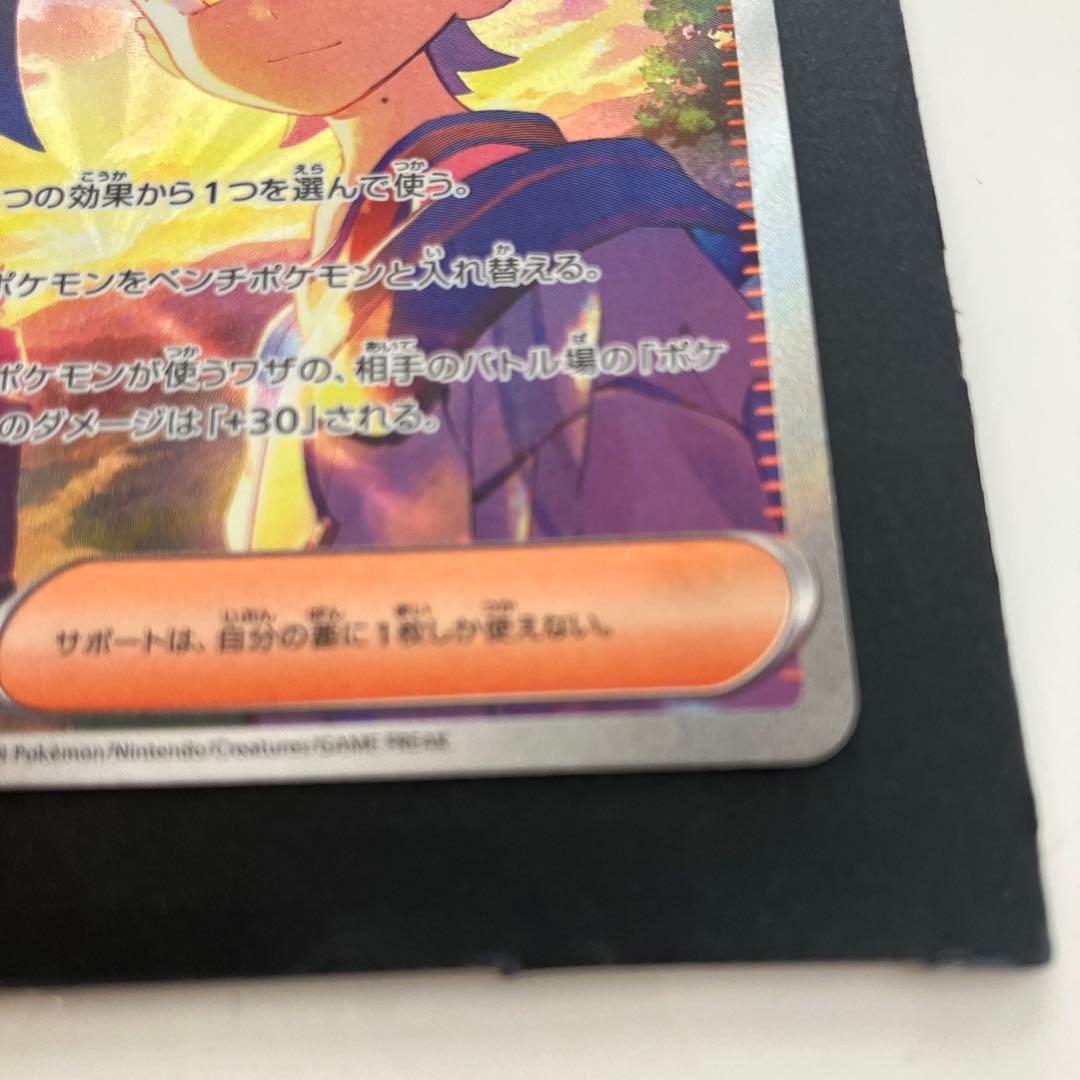 つの効果から1つを選んで使う。
ポケモンをベンチポケモンと入れ替える。
ポケモンが使うワザの、相手のバトル場の「ポケ
のダメージは「+30」される。
サポートは、自分の番に1枚しか使えない。
Pokémon/Nintendo/Creatures/GAME FREAK